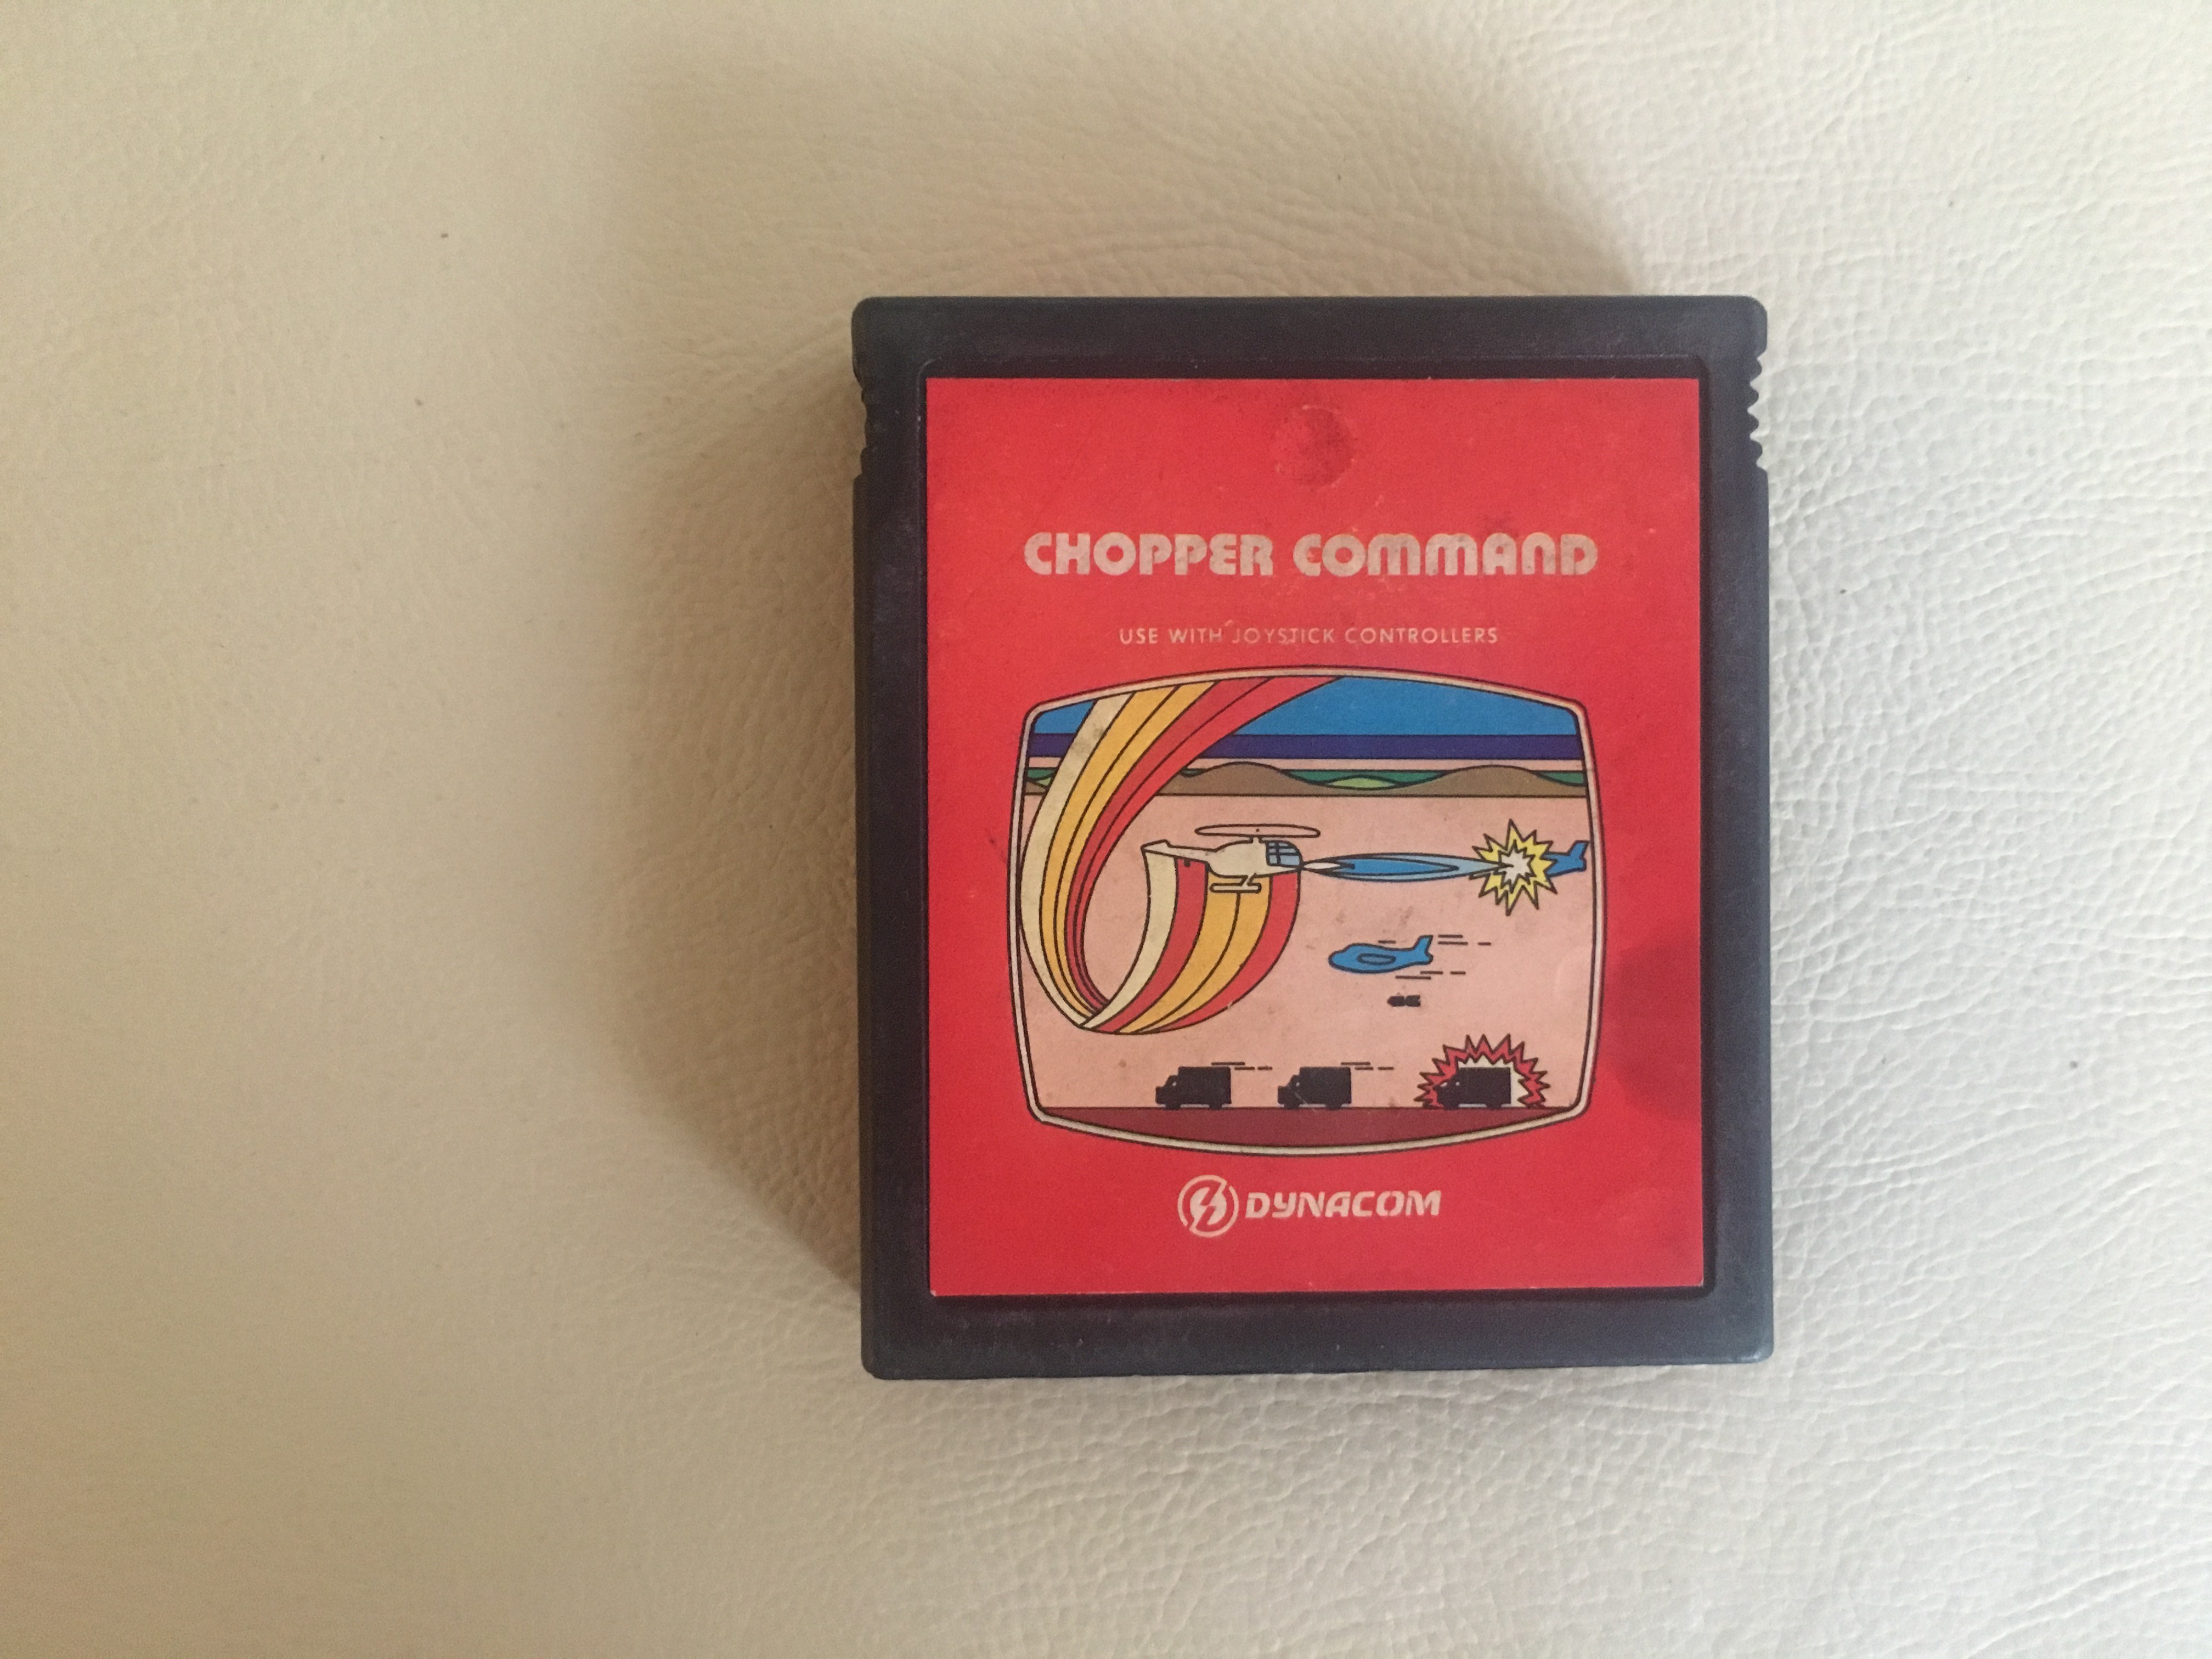 CHOPPER COMMAND
USE WITH JOYSTICK CONTROLLERS
DYNACOM